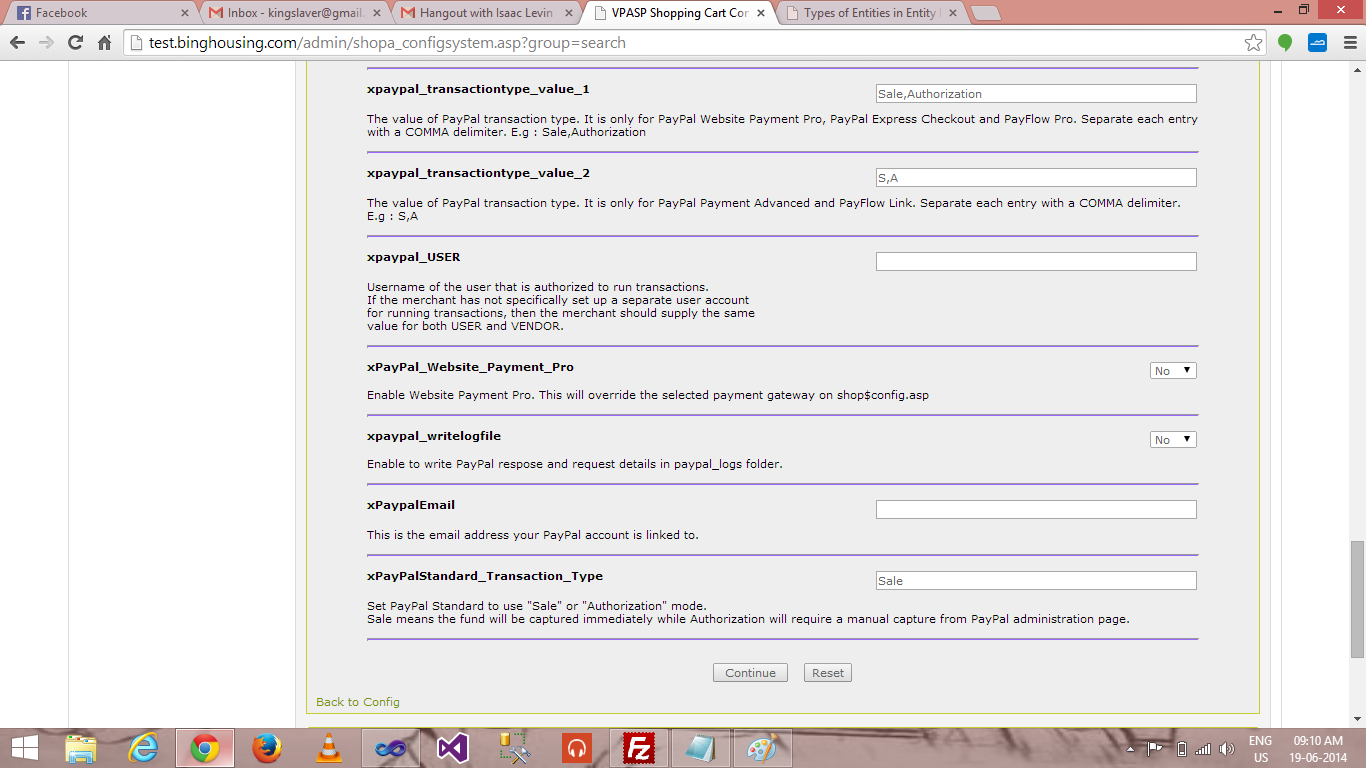 Facebook
Inbox - kingslaver@gmail.
Hangout with Isaac Levin
VPASP Shopping Cart Cor
Types of Entities in Entity
test.binghousing.com/admin/shopa_configsystem.asp?group=search
xpaypal_transactiontype_value_1
Sale,Authorization
The value of PayPal transaction type. It is only for PayPal Website Payment Pro, PayPal Express Checkout and PayFlow Pro. Separate each entry
with a COMMA delimiter. E.g : Sale,Authorization
xpaypal_transactiontype_value_2
S,A
The value of PayPal transaction type. It is only for PayPal Payment Advanced and PayFlow Link. Separate each entry with a COMMA delimiter.
E.g : S,A
xpaypal_USER
Username of the user that is authorized to run transactions.
If the merchant has not specifically set up a separate user account
for running transactions, then the merchant should supply the same
value for both USER and VENDOR.
xPayPal_Website_Payment_Pro
No
Enable Website Payment Pro. This will override the selected payment gateway on shop$config.asp
xpaypal_writelogfile
No
Enable to write PayPal respose and request details in paypal_logs folder.
xPaypalEmail
This is the email address your PayPal account is linked to.
xPayPalStandard_Transaction_Type
Sale
Set PayPal Standard to use "Sale" or "Authorization" mode.
Sale means the fund will be captured immediately while Authorization will require a manual capture from PayPal administration page.
Continue
Reset
Back to Config
ENG
US
09:10 AM
19-06-2014